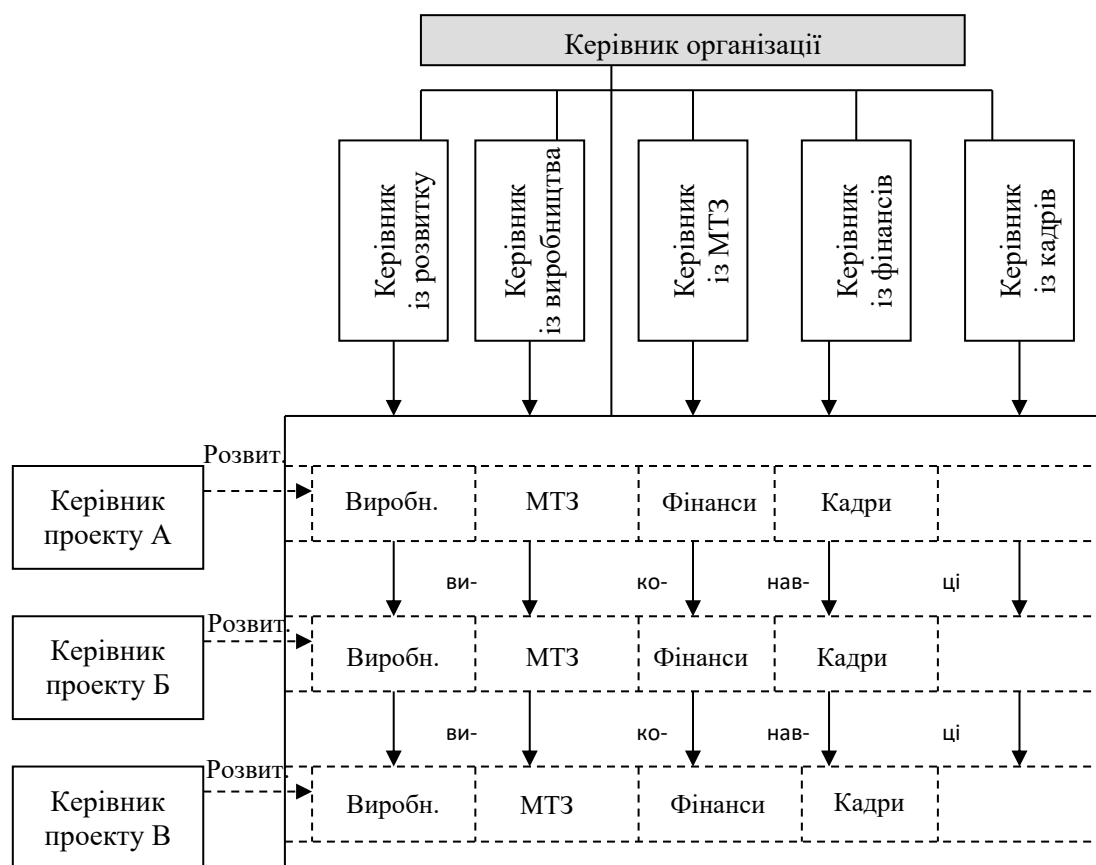 Керівник організації
Керівник
із розвитку
Керівник
із виробництва
Керівник
із МТЗ
Керівник
із фінансів
Керівник
із кадрів
Розвит.
Керівник
проекту А
Виробн. МТЗ Фінанси Кадри
ви- ко- нав- ці
Розвит.
Керівник
проекту Б
Виробн. МТЗ Фінанси Кадри
ви- ко- нав- ці
Розвит.
Керівник
проекту В
Виробн. МТЗ Фінанси Кадри